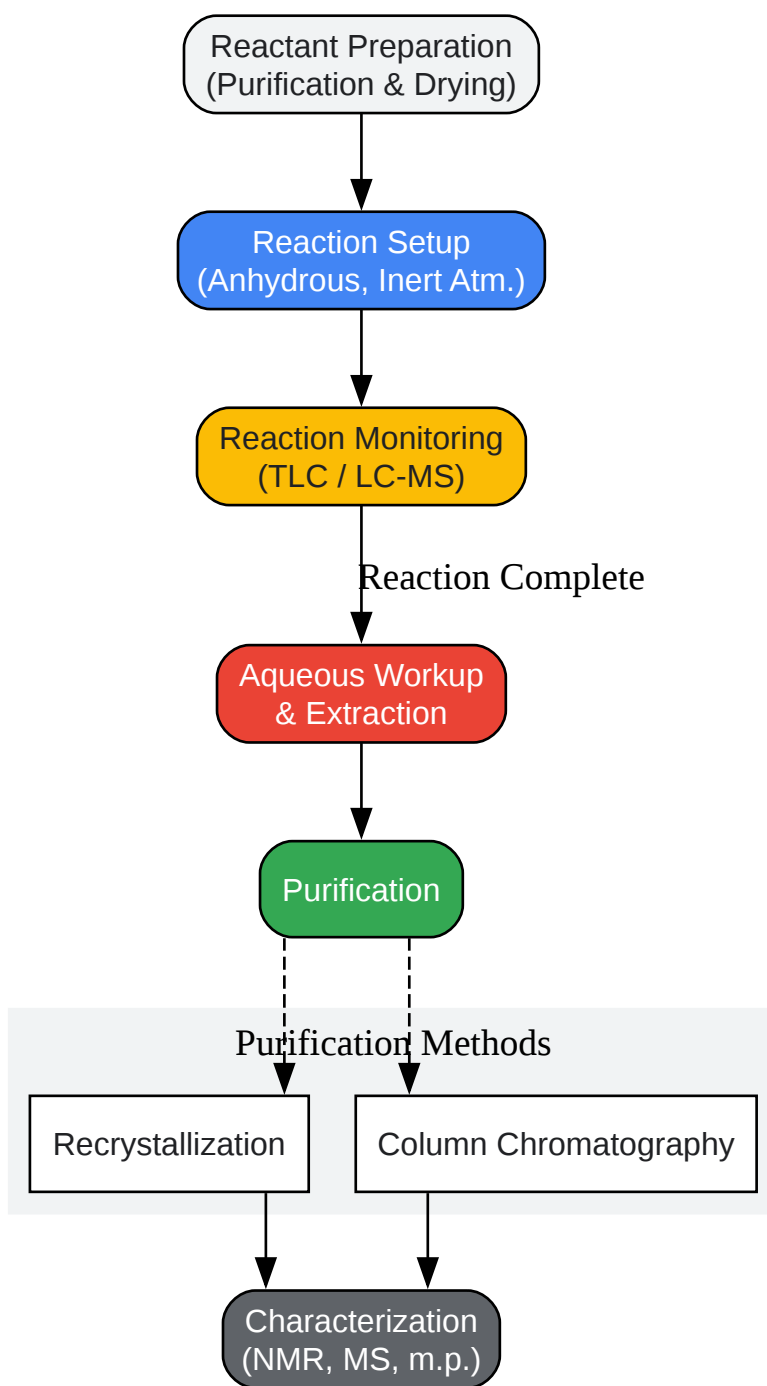 Reactant Preparation
(Purification & Drying)
Reaction Setup
(Anhydrous, Inert Atm.)
Reaction Monitoring
(TLC / LC-MS)
Reaction Complete
Aqueous Workup
& Extraction
Purification
Purification Methods
Recrystallization
Column Chromatography
Characterization
(NMR, MS, m.p.)